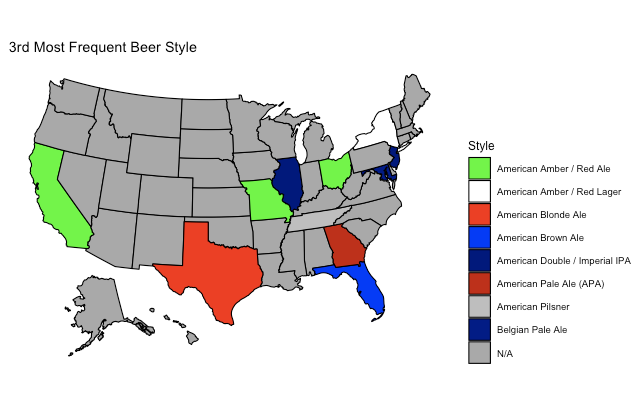 3rd Most Frequent Beer Style
Style
American Amber / Red Ale
American Amber / Red Lager
American Blonde Ale
American Brown Ale
American Double / Imperial IPA
American Pale Ale (APA)
American Pilsner
Belgian Pale Ale
N/A